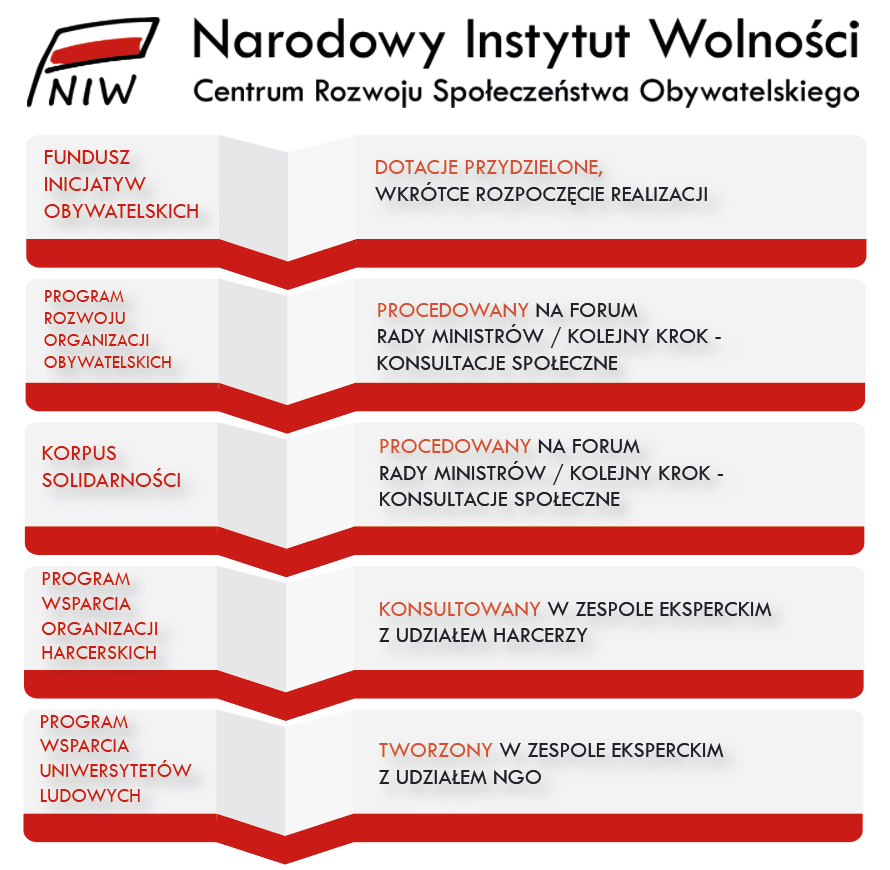 NIW
Narodowy Instytut Wolności
Centrum Rozwoju Społeczeństwa Obywatelskiego
FUNDUSZ
INICJATYW
OBYWATELSKICH
DOTACJE PRZYDZIELONE,
WKRÓTCE ROZPOCZĘCIE REALIZACJI
PROGRAM
ROZWOJU
ORGANIZACJI
OBYWATELSKICH
PROCEDOWANY NA FORUM
RADY MINISTRÓW / KOLEJNY KROK -
KONSULTACJE SPOŁECZNE
KORPUS
SOLIDARNOŚCI
PROCEDOWANY NA FORUM
RADY MINISTRÓW / KOLEJNY KROK -
KONSULTACJE SPOŁECZNE
PROGRAM
WSPARCIA
ORGANIZACJI
HARCERSKICH
KONSULTOWANY W ZESPOLE EKSPERCKIM
Z UDZIAŁEM HARCERZY
PROGRAM
WSPARCIA
UNIWERSYTETÓW
LUDOWYCH
TWORZONY W ZESPOLE EKSPERCKIM
Z UDZIAŁEM NGO